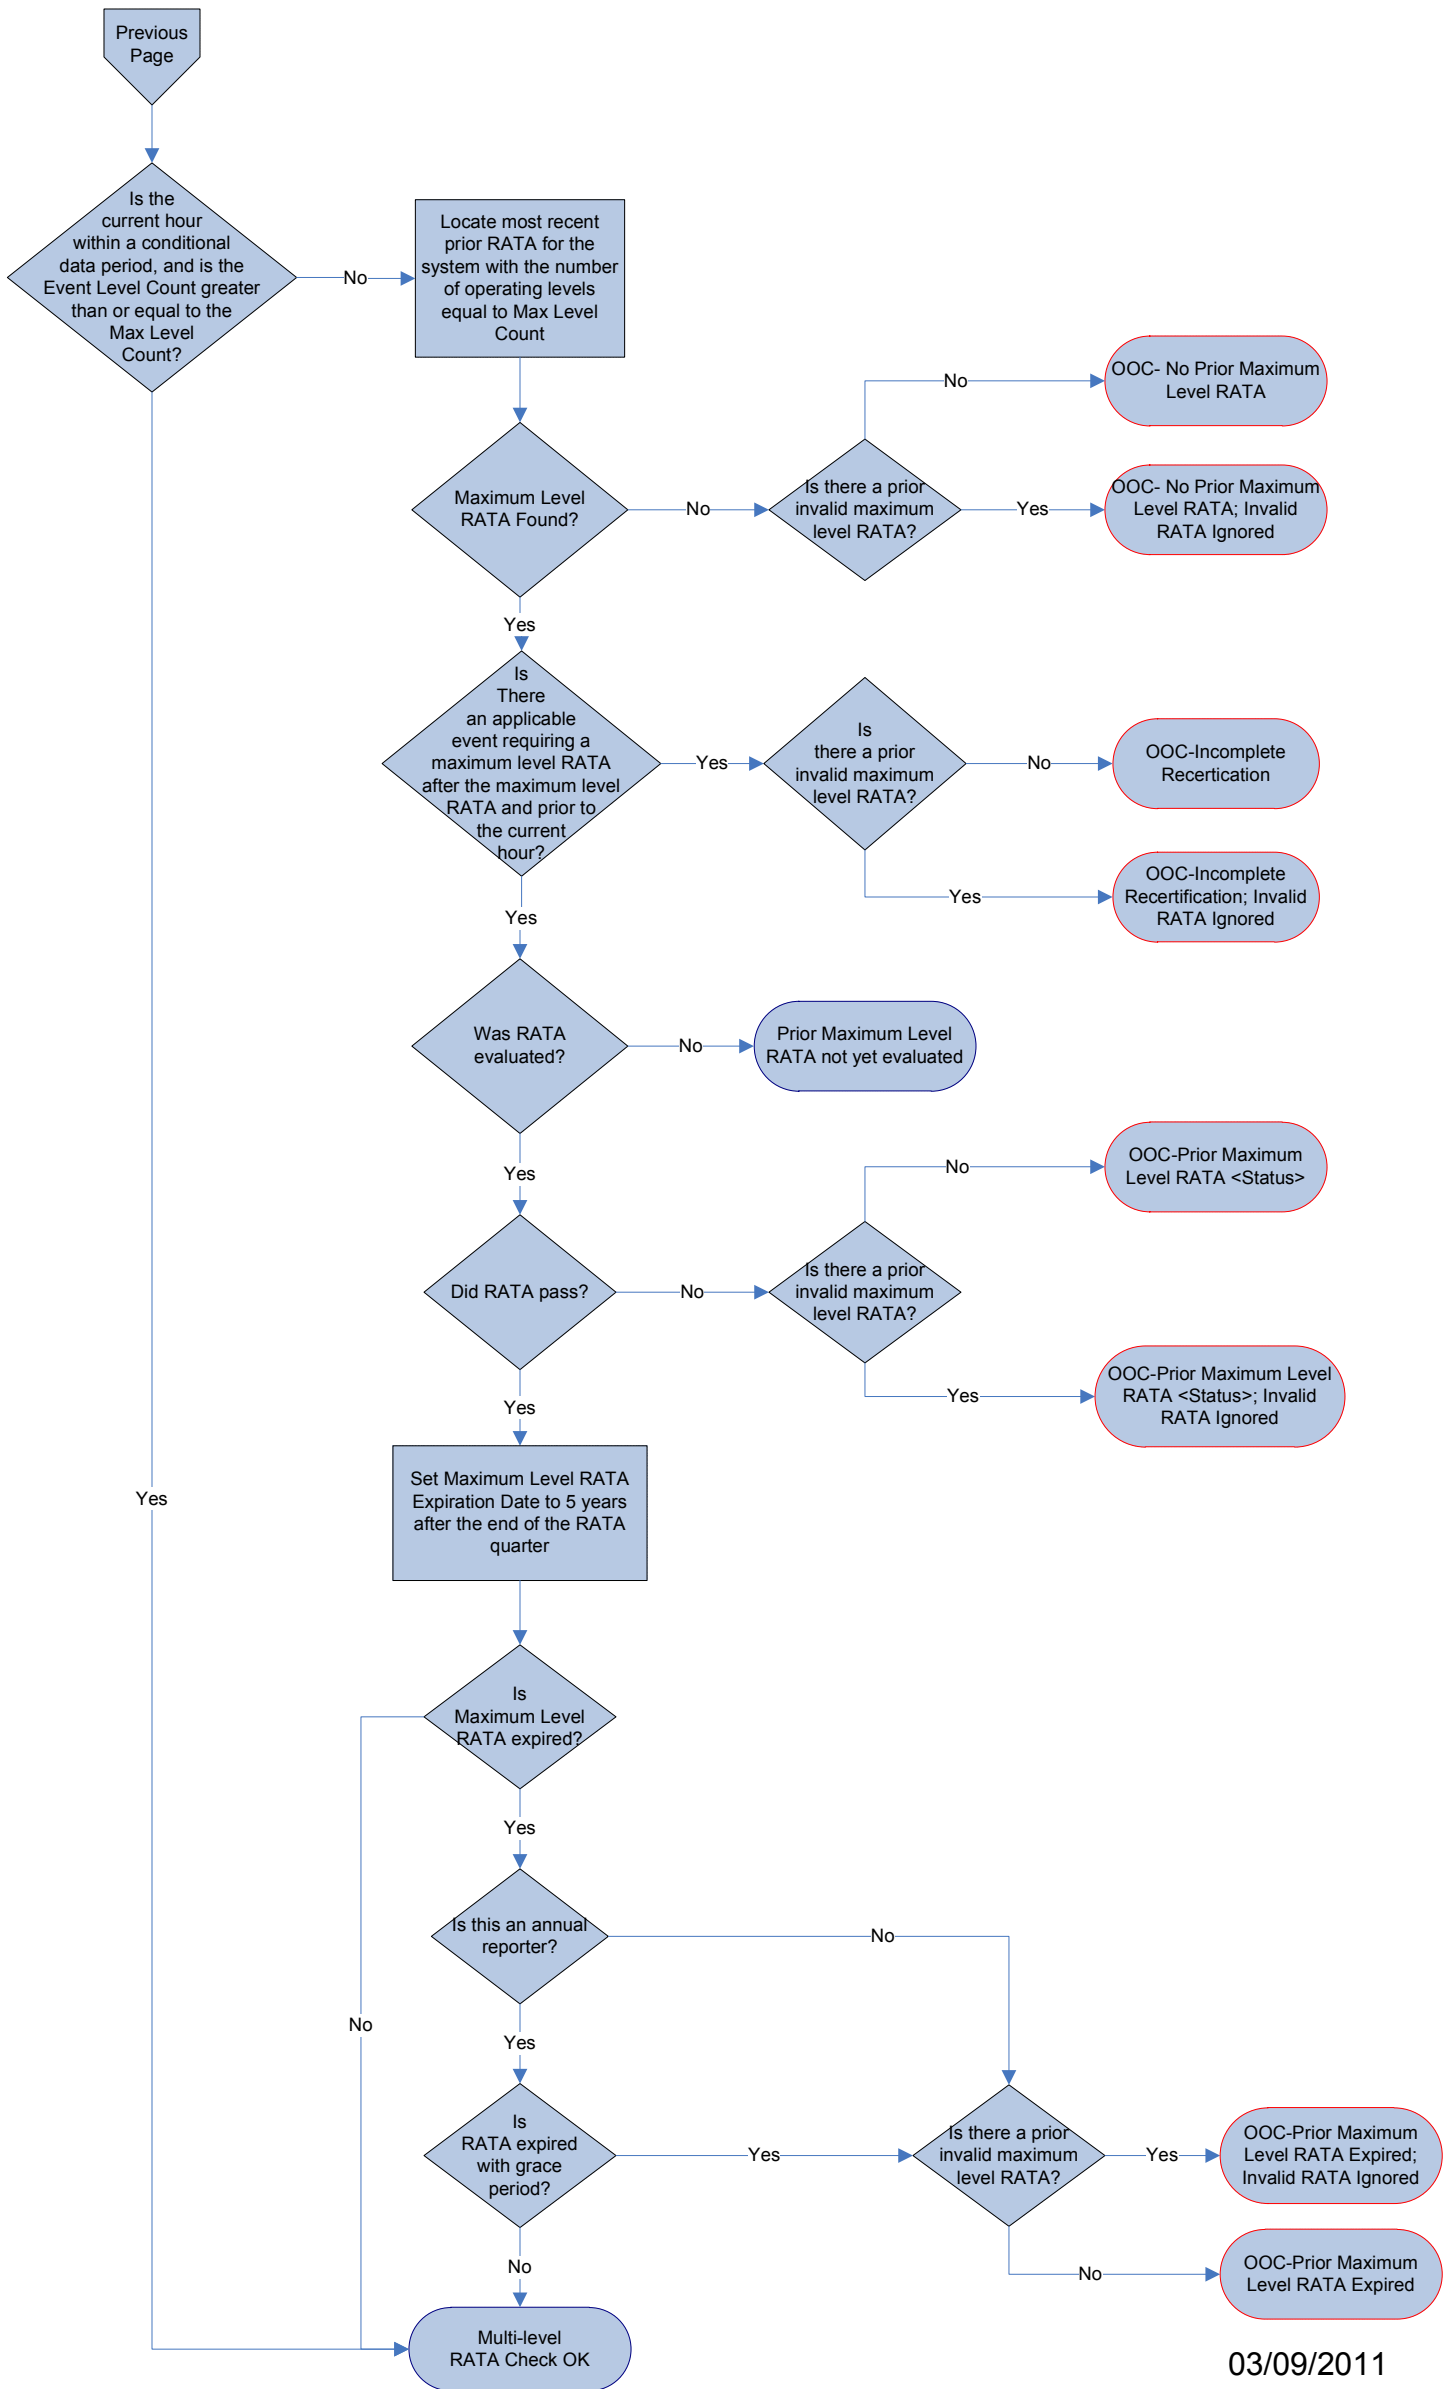 Previous
Page
Is the
current hour
within a conditional
data period, and is the
Event Level Count greater
than or equal to the
Max Level
Count?
No
Locate most recent
prior RATA for the
system with the number
of operating levels
equal to Max Level
Count
Maximum Level
RATA Found?
No
Is there a prior
invalid maximum
level RATA?
No
OOC- No Prior Maximum
Level RATA
Yes
OOC- No Prior Maximum
Level RATA; Invalid
RATA Ignored
Yes
Is
There
an applicable
event requiring a
maximum level RATA
after the maximum level
RATA and prior to
the current
hour?
Yes
Is
there a prior
invalid maximum
level RATA?
No
OOC-Incomplete
Recertication
Yes
OOC-Incomplete
Recertification; Invalid
RATA Ignored
Yes
Was RATA
evaluated?
No
Prior Maximum Level
RATA not yet evaluated
Yes
Did RATA pass?
No
Is there a prior
invalid maximum
level RATA?
No
OOC-Prior Maximum
Level RATA <Status>
Yes
OOC-Prior Maximum Level
RATA <Status>; Invalid
RATA Ignored
Yes
Set Maximum Level RATA
Expiration Date to 5 years
after the end of the RATA
quarter
Yes
Is
Maximum Level
RATA expired?
Yes
Is this an annual
reporter?
No
No
Yes
Is
RATA expired
with grace
period?
Yes
Is there a prior
invalid maximum
level RATA?
Yes
OOC-Prior Maximum
Level RATA Expired;
Invalid RATA Ignored
No
OOC-Prior Maximum
Level RATA Expired
No
Multi-level
RATA Check OK
03/09/2011